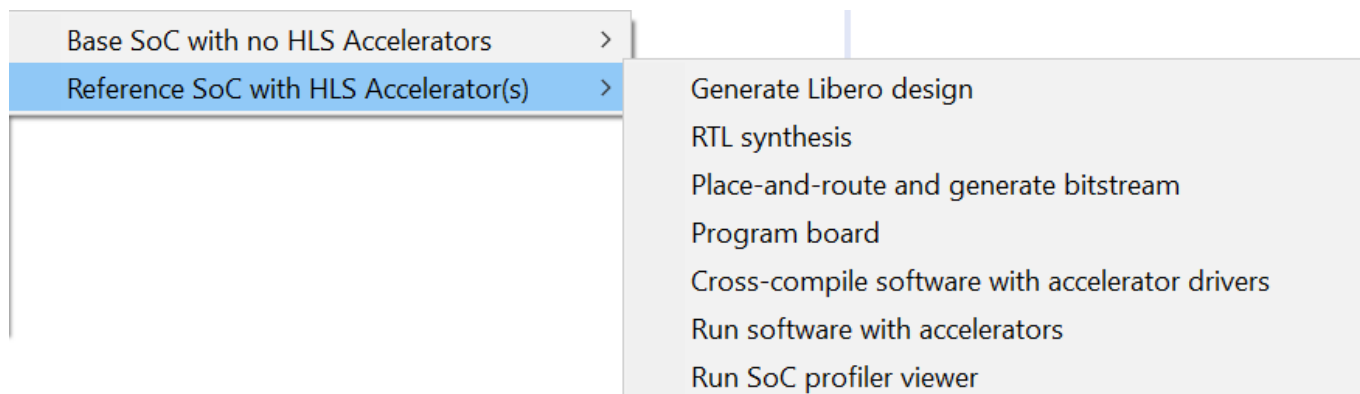 Base SoC with no HLS Accelerators
Reference SoC with HLS Accelerator(s)
Generate Libero design
RTL synthesis
Place-and-route and generate bitstream
Program board
Cross-compile software with accelerator drivers
Run software with accelerators
Run SoC profiler viewer